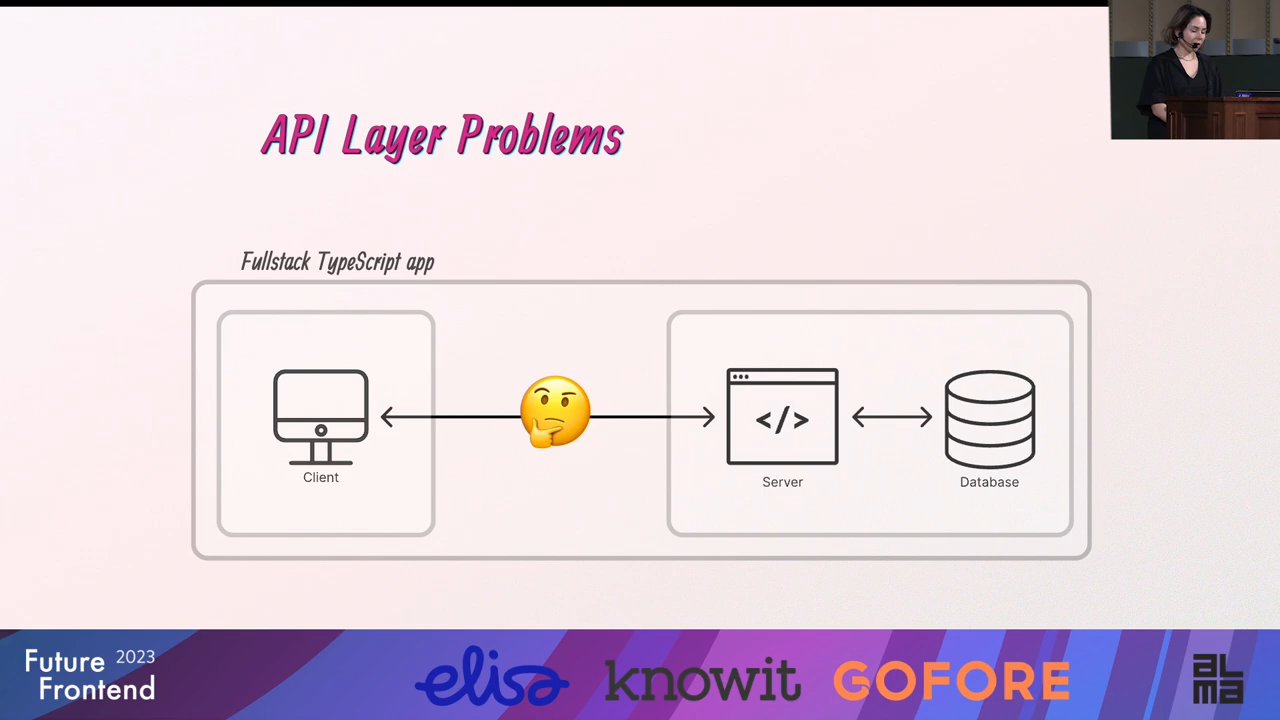 API Layer Problems
Fullstack TypeScript app
</>
Client
Server
Database
Future 2023
Frontend
elisa
knowit
GOFORE
aLma